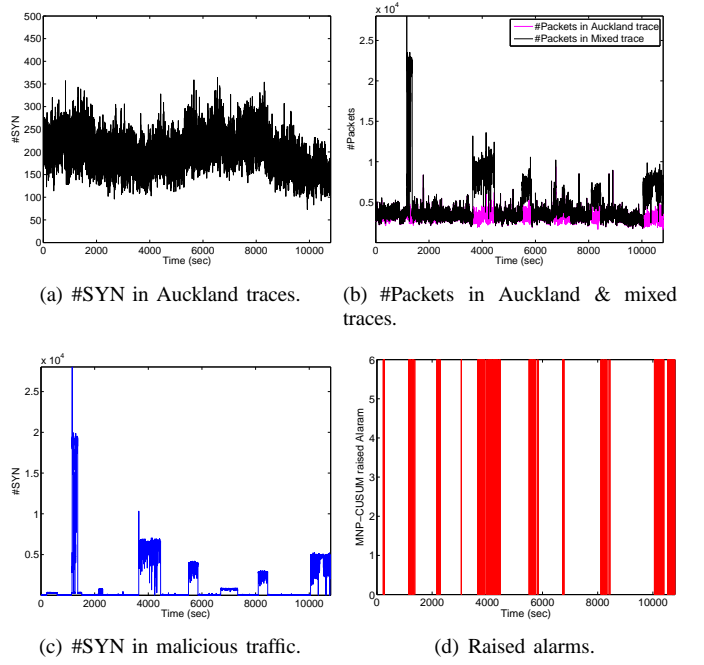 500
450
400
350
300
250
200
150
100
50
0
#SYN
0 2000 4000 6000 8000 10000
Time (sec)
(a) #SYN in Auckland traces.
x 10^4
2.5
2
1.5
1
0.5
#Packets
#Packets in Auckland trace
#Packets in Mixed trace
0 2000 4000 6000 8000 10000
Time (sec)
(b) #Packets in Auckland & mixed
traces.
x 10^4
2.5
2
1.5
1
0.5
#SYN
0 2000 4000 6000 8000 10000
Time (sec)
(c) #SYN in malicious traffic.
6
5
4
3
2
1
0
MNP−CUSUM raised Alaram
0 2000 4000 6000 8000 10000
Time (sec)
(d) Raised alarms.